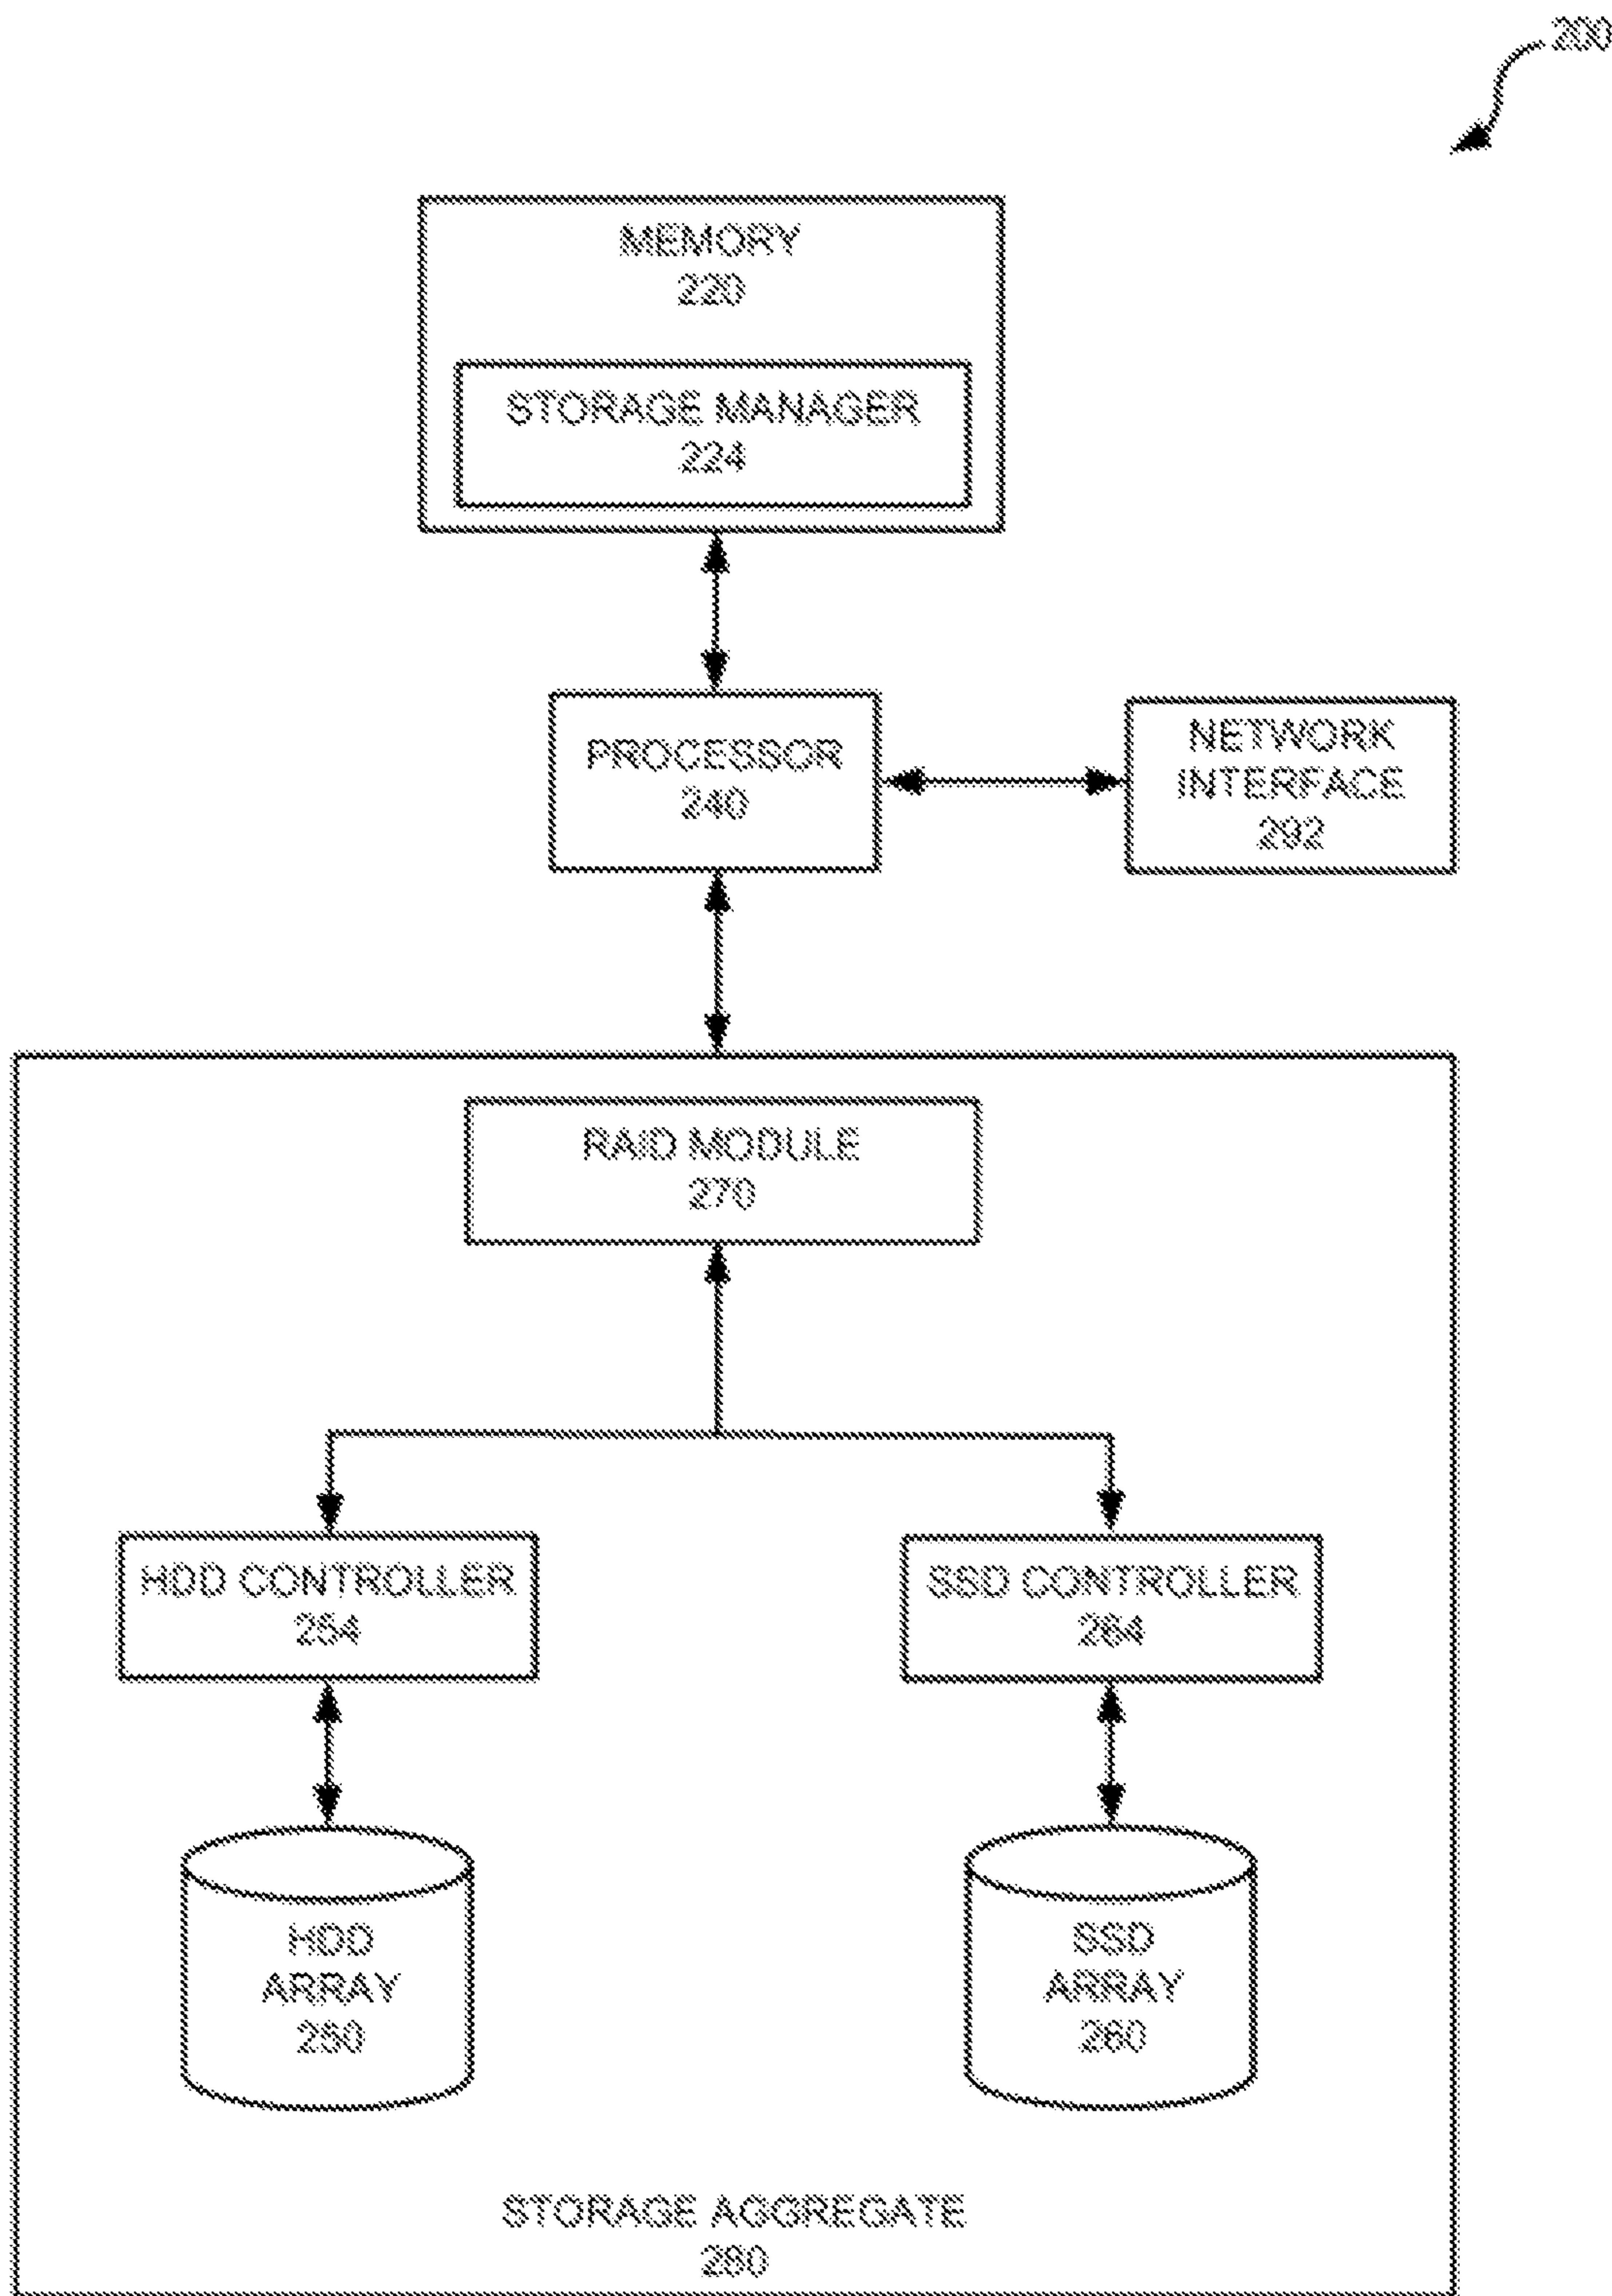 200
MEMORY
220
STORAGE MANAGER
224
PROCESSOR
240
NETWORK
INTERFACE
292
RAID MODULE
270
HDD CONTROLLER
254
SSD CONTROLLER
264
HDD
ARRAY
250
SSD
ARRAY
260
STORAGE AGGREGATE
280